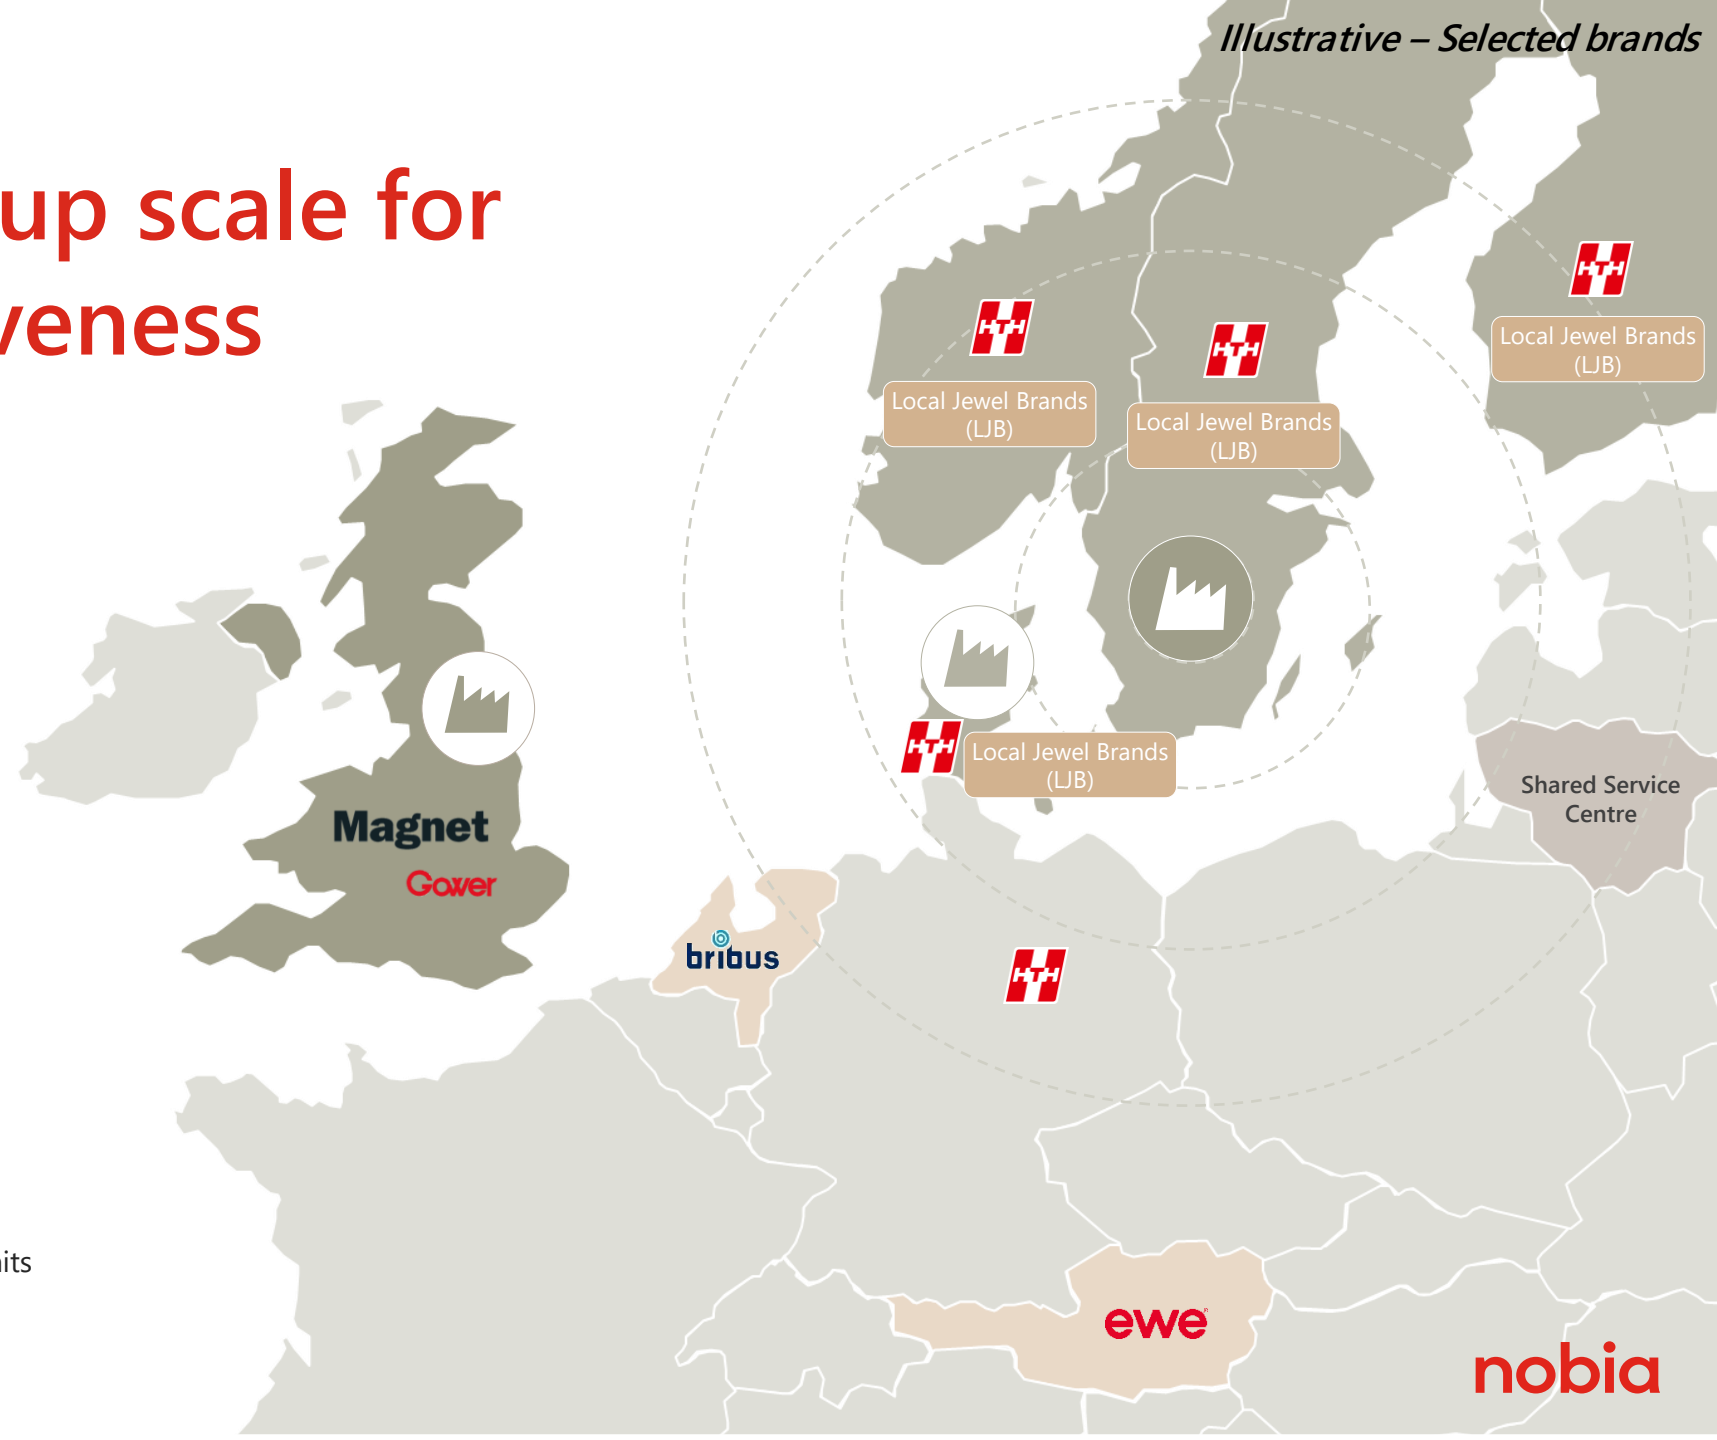 Illustrative – Selected brands
up scale for
veness
HTH
HTH
HTH
Local Jewel Brands
(LJB)
Local Jewel Brands
(LJB)
Local Jewel Brands
(LJB)
HTH
Local Jewel Brands
(LJB)
Shared Service
Centre
Magnet
Gower
bribus
HTH
ewe
nobia